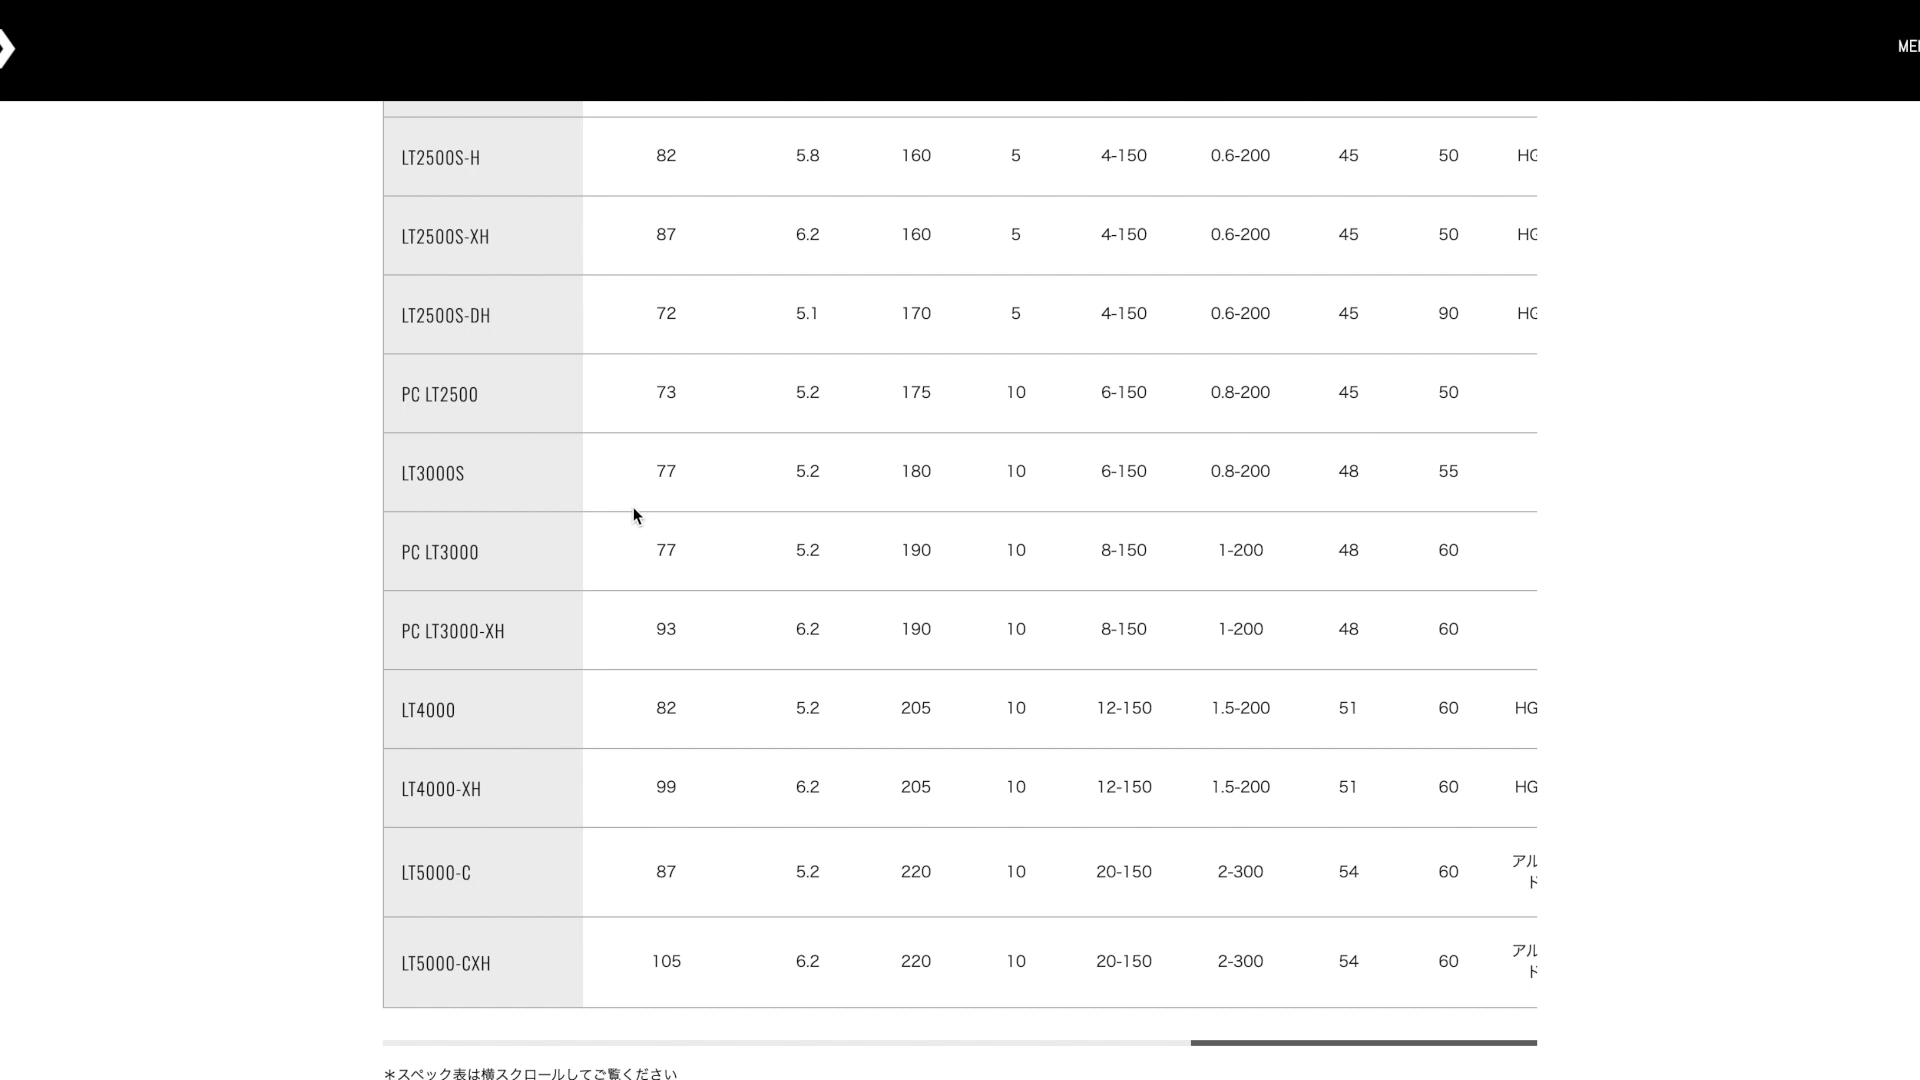 MEI
LT2500S-H 82 5.8 160 5 4-150 0.6-200 45 50 HG
LT2500S-XH 87 6.2 160 5 4-150 0.6-200 45 50 HG
LT2500S-DH 72 5.1 170 5 4-150 0.6-200 45 90 HG
PC LT2500 73 5.2 175 10 6-150 0.8-200 45 50
LT3000S 77 5.2 180 10 6-150 0.8-200 48 55
PC LT3000 77 5.2 190 10 8-150 1-200 48 60
PC LT3000-XH 93 6.2 190 10 8-150 1-200 48 60
LT4000 82 5.2 205 10 12-150 1.5-200 51 60 HG
LT4000-XH 99 6.2 205 10 12-150 1.5-200 51 60 HG
LT5000-C 87 5.2 220 10 20-150 2-300 54 60 アル
ド
LT5000-CXH 105 6.2 220 10 20-150 2-300 54 60 アル
ド
＊スペック表は横スクロールしてご覧ください